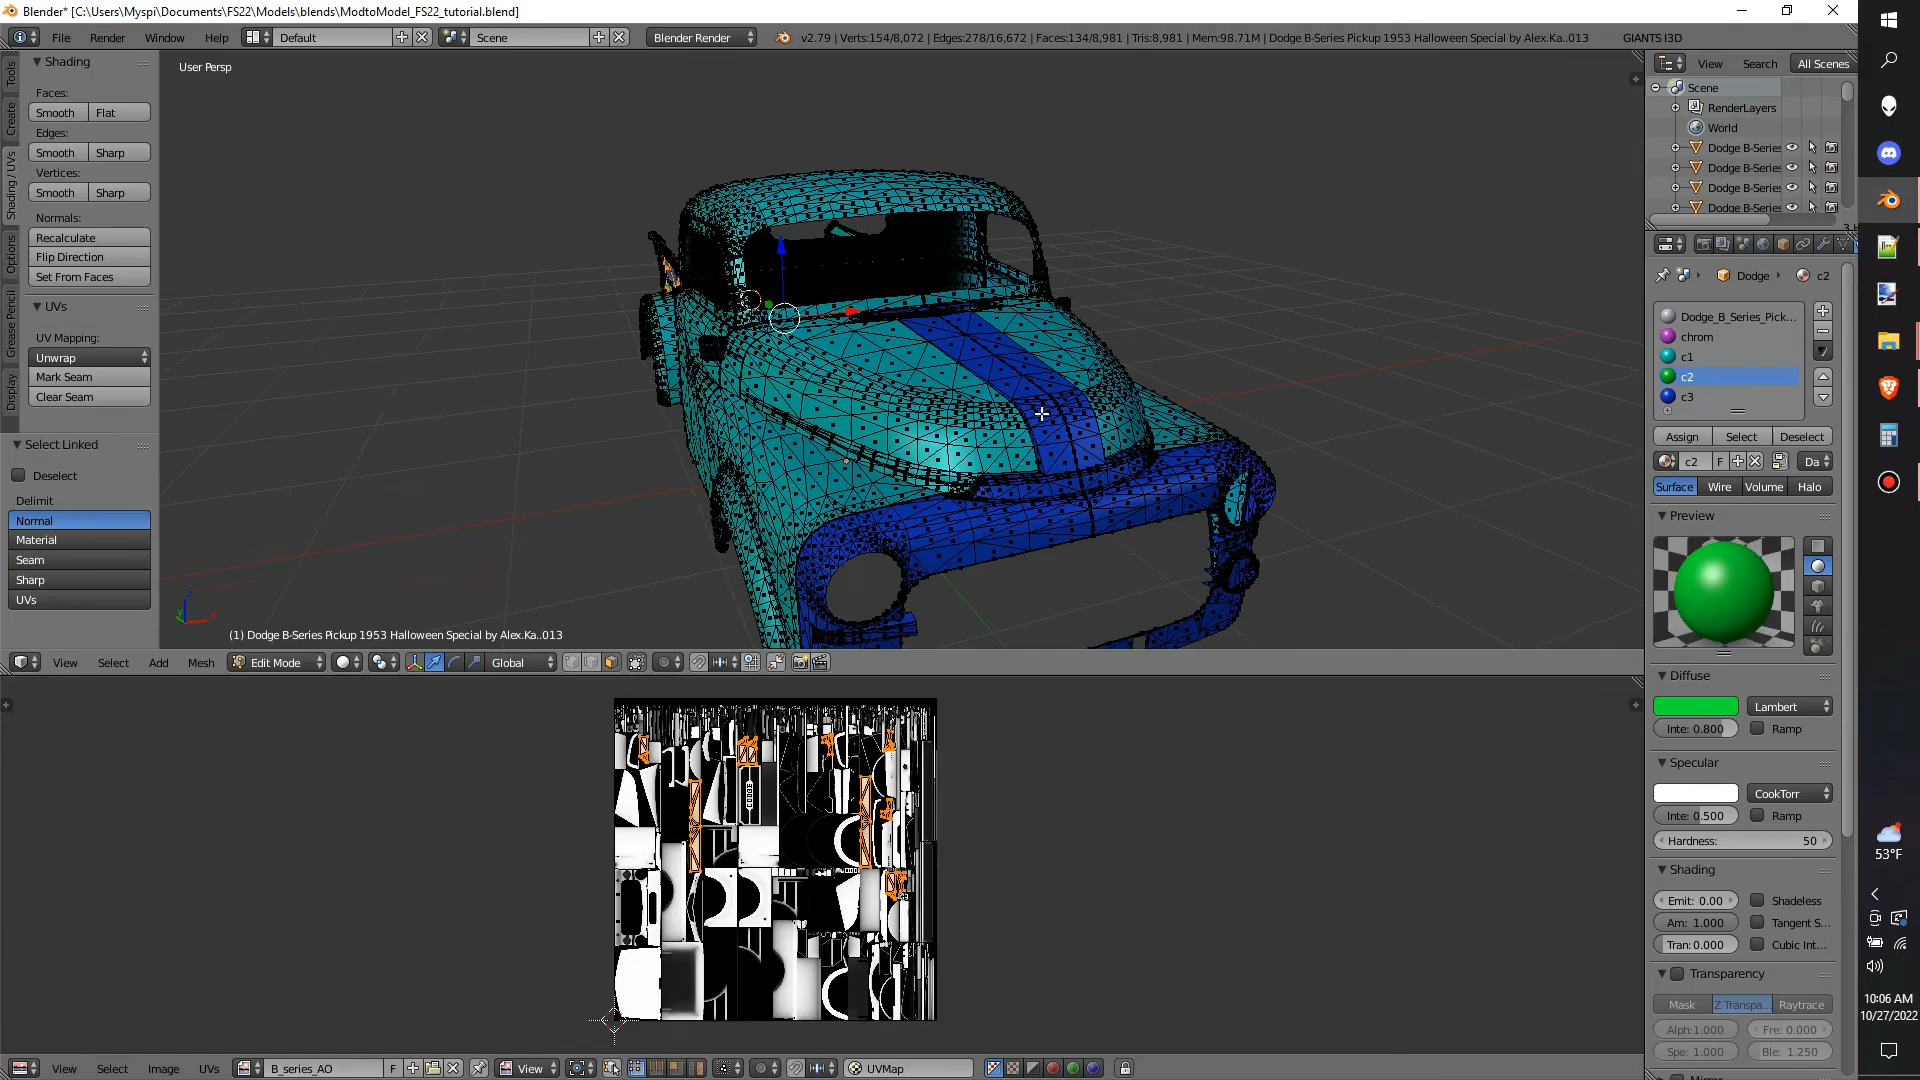 Blender* [C:\Users\Myspi\Documents\FS22\Models\blends\ModtoModel_FS22_tutorial.blend]
File Render Window Help Default Scene Blender Render v2.79 | Verts:154/8,072 | Edges:278/16,672 | Faces:134/8,981 | Tris:8,981 | Mem:98.71M | Dodge B-Series Pickup 1953 Halloween Special by Alex.Ka..013 GIANTS I3D
Tools
Create
Shading / UVs
Options
Grease Pencil
Display
Shading
Faces:
Smooth Flat
Edges:
Smooth Sharp
Vertices:
Smooth Sharp
Normals:
Recalculate
Flip Direction
Set From Faces
UVs
UV Mapping:
Unwrap
Mark Seam
Clear Seam
Select Linked
Deselect
Delimit
Normal
Material
Seam
Sharp
UVs
User Persp
(1) Dodge B-Series Pickup 1953 Halloween Special by Alex.Ka..013
View Select Add Mesh Edit Mode Global
View Select Image UVs B_series_AO F View UVMap
View Search All Scenes
Scene
RenderLayers
World
Dodge B-Series
Dodge B-Series
Dodge B-Series
Dodge B-Series
Dodge c2
Dodge_B_Series_Pick...
chrom
c1
c2
c3
Assign Select Deselect
c2 F Da
Surface Wire Volume Halo
Preview
Diffuse
Lambert
Inte: 0.800 Ramp
Specular
CookTorr
Inte: 0.500 Ramp
Hardness: 50
Shading
Emit: 0.00 Shadeless
Am: 1.000 Tangent S...
Tran: 0.000 Cubic Int...
Transparency
Mask Z Transpa... Raytrace
Alph: 1.000 Fre: 0.000
Spe: 1.000 Ble: 1.250
53°F
10:06 AM
10/27/2022